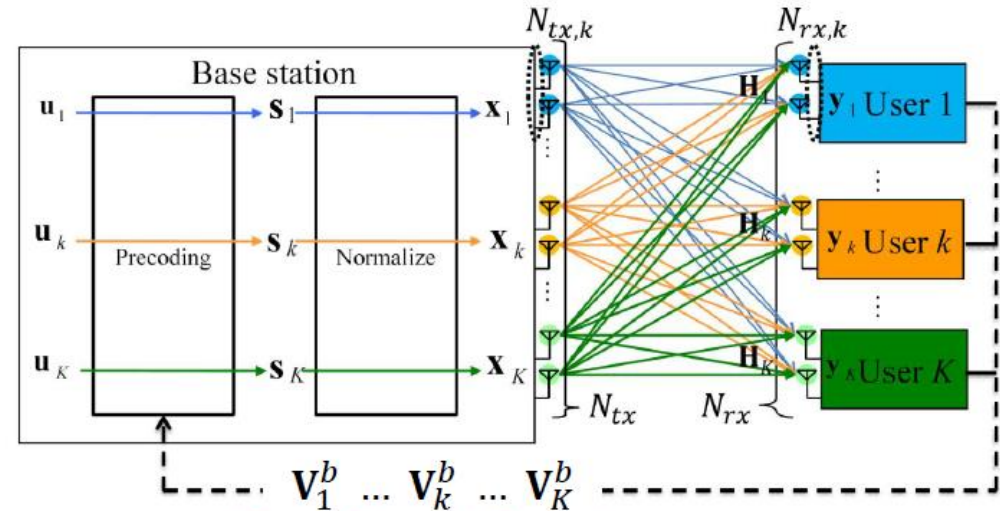 N_{tx,k} N_{rx,k}
Base station
u_1 s_1 x_1 H_1 y_1 User 1
⋮ ⋮
u_k Precoding s_k Normalize x_k H_k y_k User k
⋮ ⋮
u_K s_K x_K H_K y_K User K
N_{tx} N_{rx}
V_1^b ... V_k^b ... V_K^b